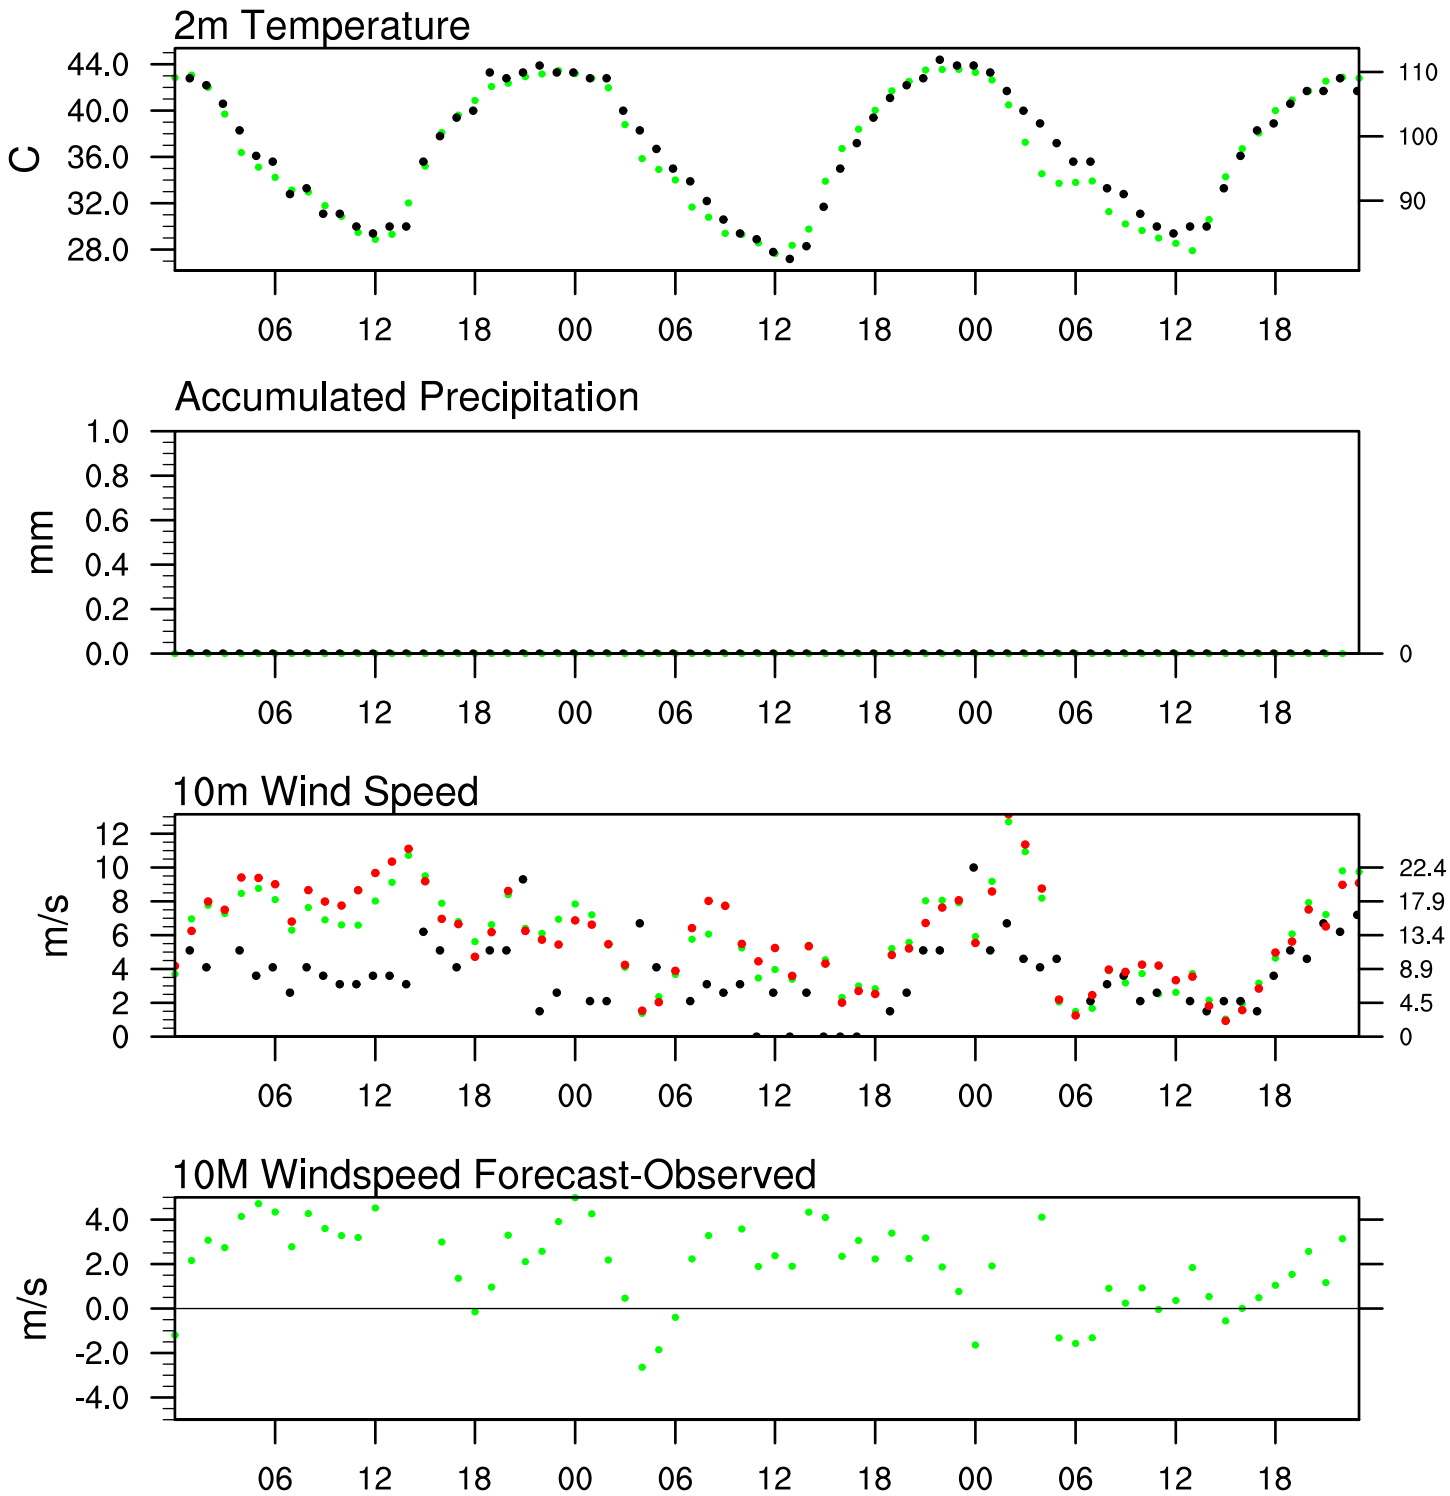 2m Temperature
44.0
40.0
36.0
32.0
28.0
C
110
100
90
06 12 18 00 06 12 18 00 06 12 18
Accumulated Precipitation
1.0
0.8
0.6
0.4
0.2
0.0
mm
0
06 12 18 00 06 12 18 00 06 12 18
10m Wind Speed
12
10
8
6
4
2
0
m/s
22.4
17.9
13.4
8.9
4.5
0
06 12 18 00 06 12 18 00 06 12 18
10M Windspeed Forecast-Observed
4.0
2.0
0.0
-2.0
-4.0
m/s
06 12 18 00 06 12 18 00 06 12 18